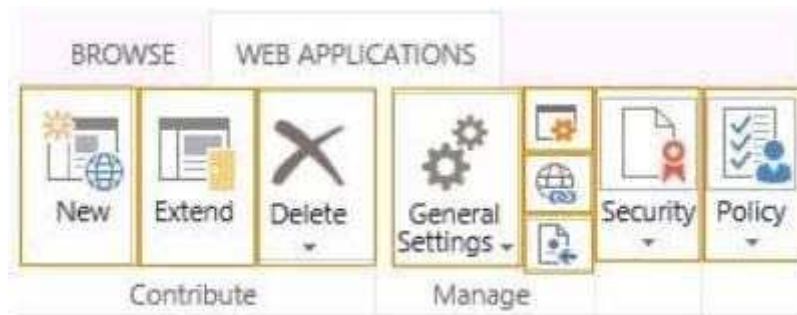 BROWSE WEB APPLICATIONS
New Extend Delete General Settings Security Policy
Contribute Manage